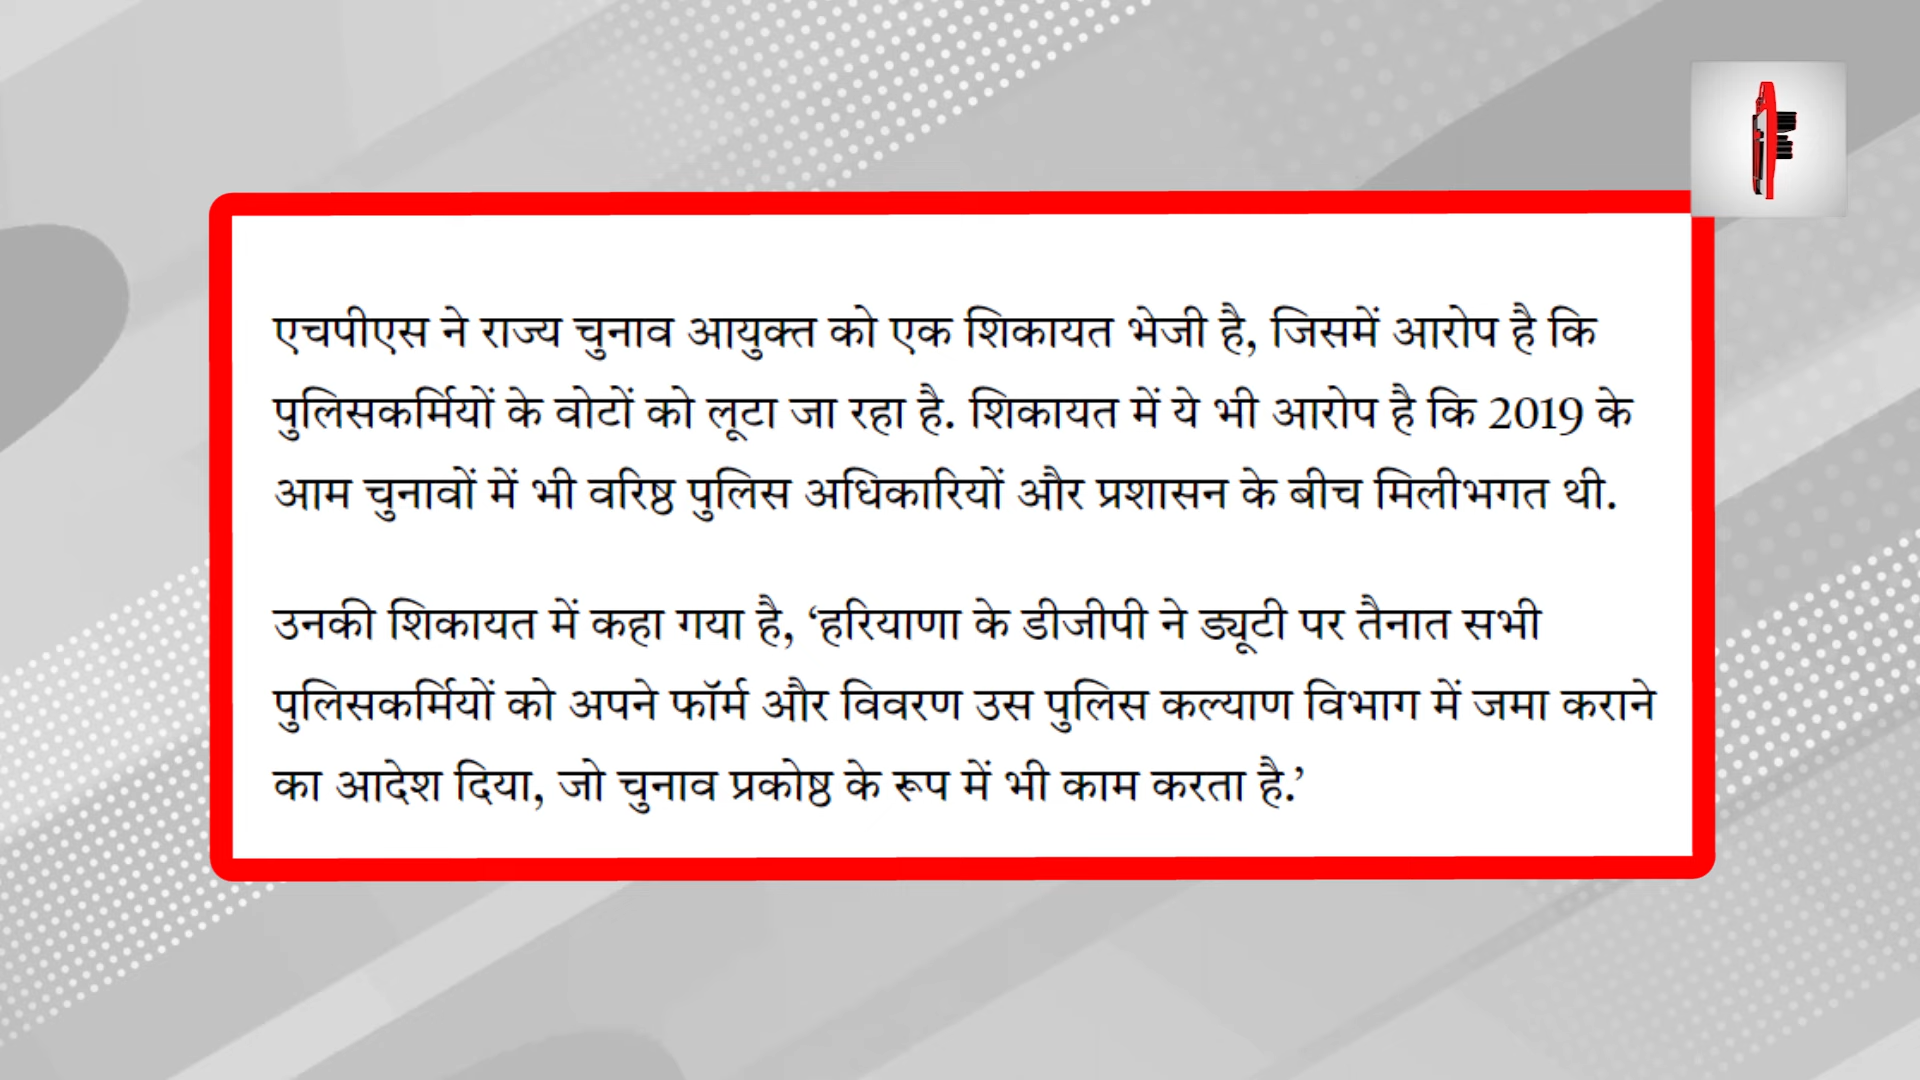 एचपीएस ने राज्य चुनाव आयुक्त को एक शिकायत भेजी है, जिसमें आरोप है कि
पुलिसकर्मियों के वोटों को लूटा जा रहा है. शिकायत में ये भी आरोप है कि 2019 के
आम चुनावों में भी वरिष्ठ पुलिस अधिकारियों और प्रशासन के बीच मिलीभगत थी.
उनकी शिकायत में कहा गया है, ‘हरियाणा के डीजीपी ने ड्यूटी पर तैनात सभी
पुलिसकर्मियों को अपने फॉर्म और विवरण उस पुलिस कल्याण विभाग में जमा कराने
का आदेश दिया, जो चुनाव प्रकोष्ठ के रूप में भी काम करता है.’